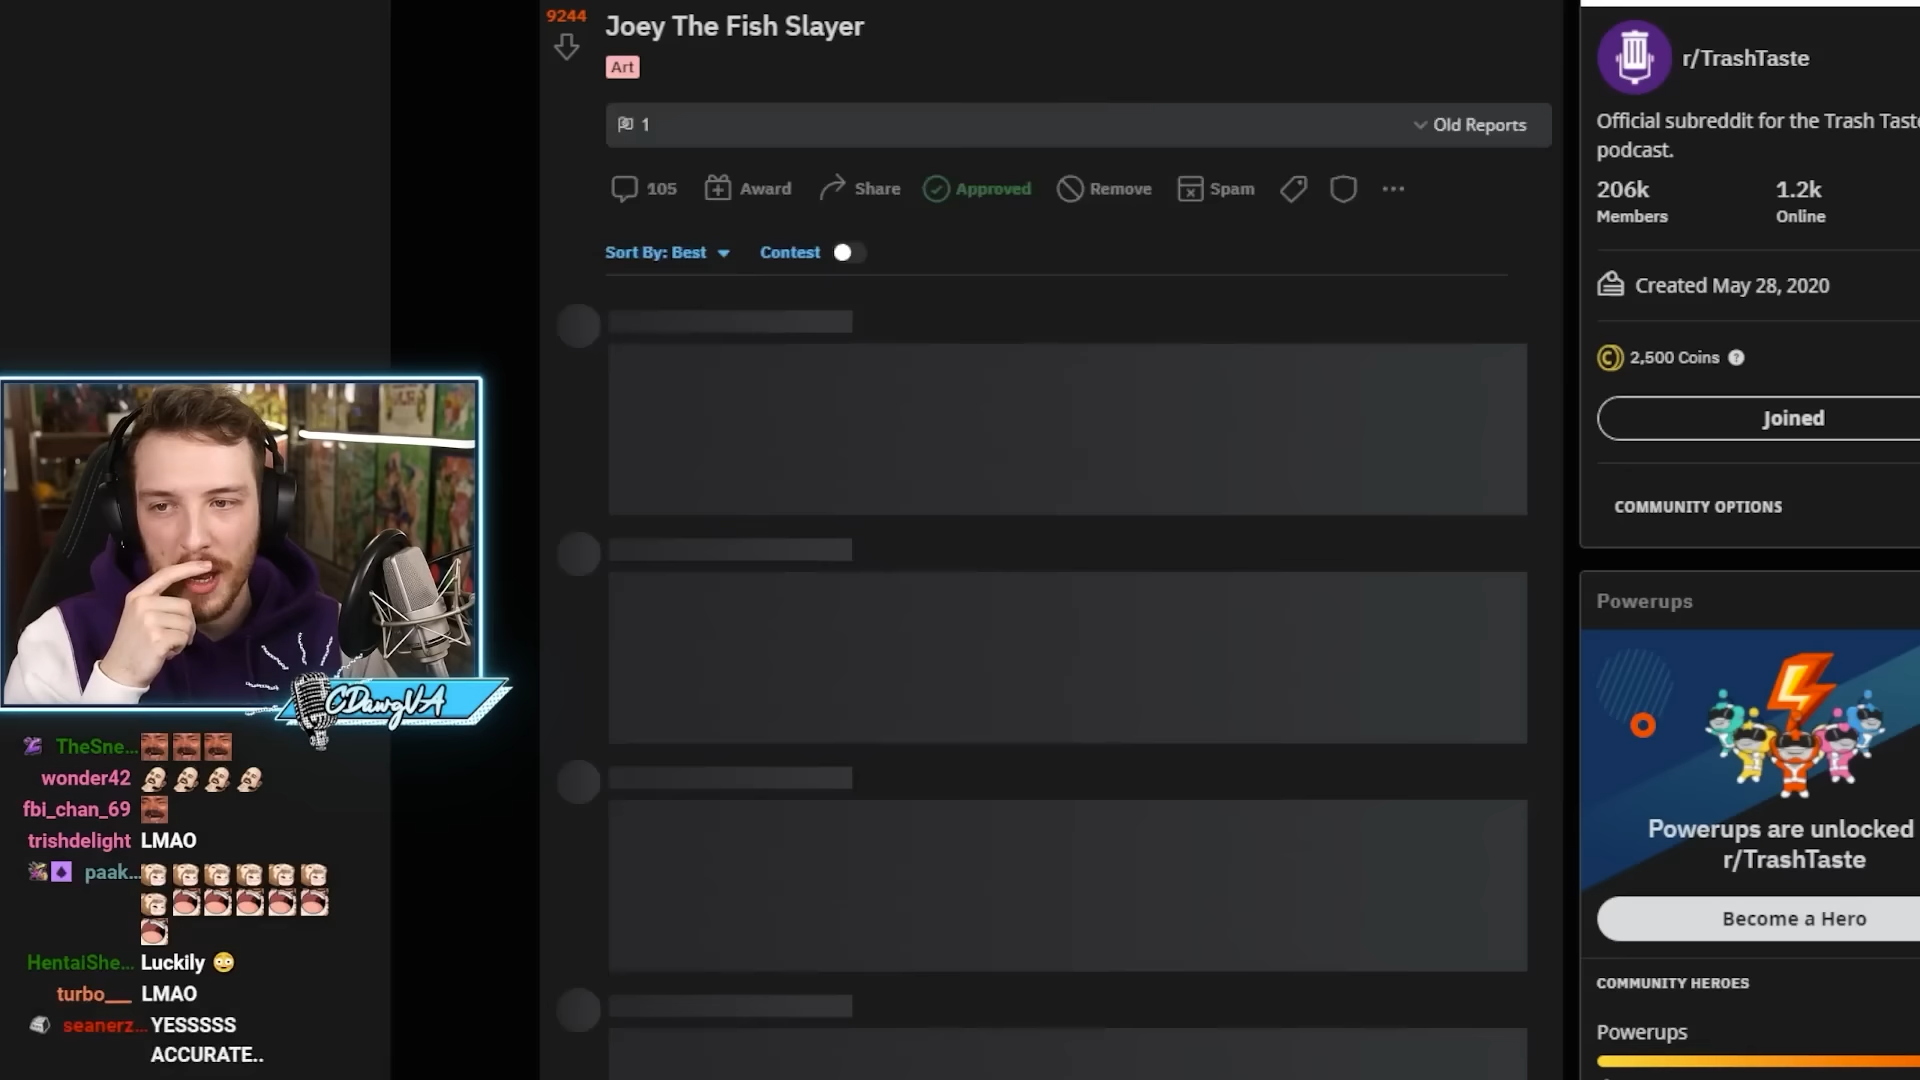 9244
Joey The Fish Slayer
Art
1
Old Reports
105
Award
Share
Approved
Remove
Spam
Sort By: Best
Contest
r/TrashTaste
Official subreddit for the Trash Taste
podcast.
206k
1.2k
Members
Online
Created May 28, 2020
2,500 Coins
Joined
COMMUNITY OPTIONS
Powerups
Powerups are unlocked
r/TrashTaste
Become a Hero
COMMUNITY HEROES
Powerups
CDawgVA
TheSne...
wonder42
fbi_chan_69
trishdelight LMAO
paak...
HentaiShe... Luckily
turbo___ LMAO
seanerz... YESSSSS
ACCURATE..